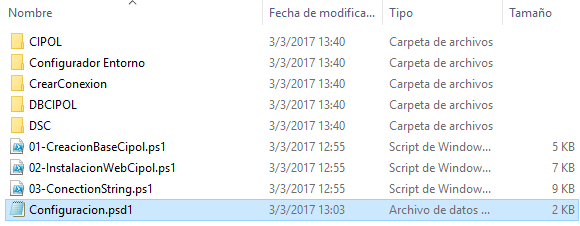 Nombre Fecha de modifica... Tipo Tamaño
CIPOL 3/3/2017 13:40 Carpeta de archivos
Configurador Entorno 3/3/2017 13:40 Carpeta de archivos
CrearConexion 3/3/2017 13:40 Carpeta de archivos
DBCIPOL 3/3/2017 13:40 Carpeta de archivos
DSC 3/3/2017 13:40 Carpeta de archivos
01-CreacionBaseCipol.ps1 3/3/2017 12:55 Script de Window... 5 KB
02-InstalacionWebCipol.ps1 3/3/2017 12:55 Script de Window... 7 KB
03-ConectionString.ps1 3/3/2017 12:55 Script de Window... 9 KB
Configuracion.psd1 3/3/2017 13:03 Archivo de datos ... 2 KB